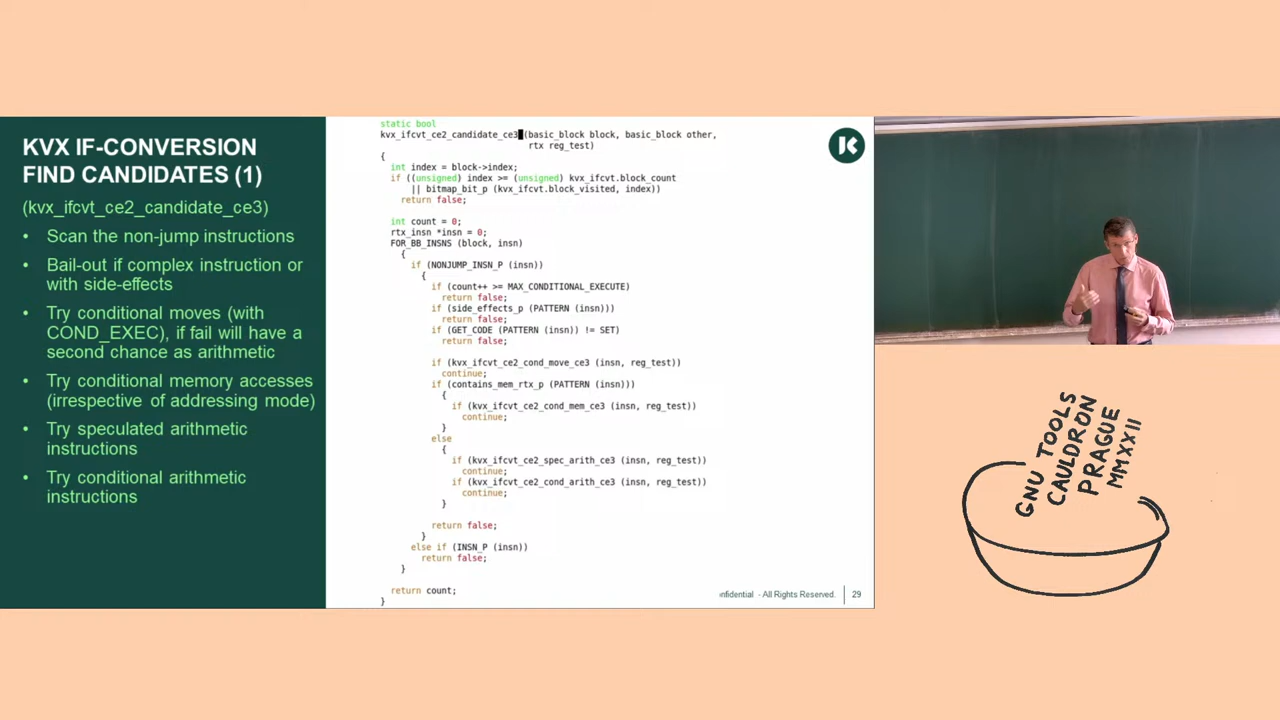 KVX IF-CONVERSION
FIND CANDIDATES (1)
(kvx_ifcvt_ce2_candidate_ce3)
• Scan the non-jump instructions
• Bail-out if complex instruction or
with side-effects
• Try conditional moves (with
COND_EXEC), if fail will have a
second chance as arithmetic
• Try conditional memory accesses
(irrespective of addressing mode)
• Try speculated arithmetic
instructions
• Try conditional arithmetic
instructions
static bool
kvx_ifcvt_ce2_candidate_ce3 (basic_block block, basic_block other,
rtx reg_test)
{
int index = block->index;
if ((unsigned) index >= (unsigned) kvx_ifcvt.block_count
|| bitmap_bit_p (kvx_ifcvt.block_visited, index))
return false;
int count = 0;
rtx_insn *insn = 0;
FOR_BB_INSNS (block, insn)
{
if (NONJUMP_INSN_P (insn))
{
if (count++ >= MAX_CONDITIONAL_EXECUTE)
return false;
if (side_effects_p (PATTERN (insn)))
return false;
if (GET_CODE (PATTERN (insn)) != SET)
return false;
if (kvx_ifcvt_ce2_cond_move_ce3 (insn, reg_test))
continue;
if (contains_mem_rtx_p (PATTERN (insn)))
{
if (kvx_ifcvt_ce2_cond_mem_ce3 (insn, reg_test))
continue;
}
else
{
if (kvx_ifcvt_ce2_spec_arith_ce3 (insn, reg_test))
continue;
if (kvx_ifcvt_ce2_cond_arith_ce3 (insn, reg_test))
continue;
}
return false;
}
else if (INSN_P (insn))
return false;
}
return count;
}
nfidential - All Rights Reserved. 29
GNU TOOLS
CAULDRON
PRAGUE
MMXXII